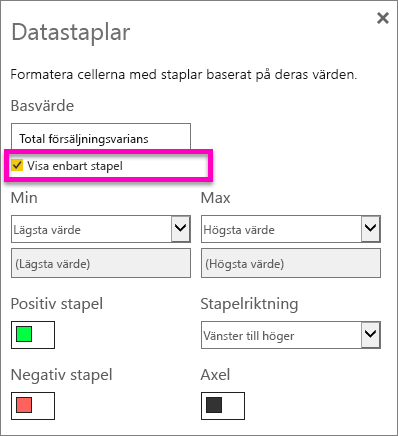 Datastaplar
Formatera cellerna med staplar baserat på deras värden.
Basvärde
Total försäljningsvarians
Visa enbart stapel
Min Max
Lägsta värde Högsta värde
(Lägsta värde) (Högsta värde)
Positiv stapel Stapelriktning
Vänster till höger
Negativ stapel Axel